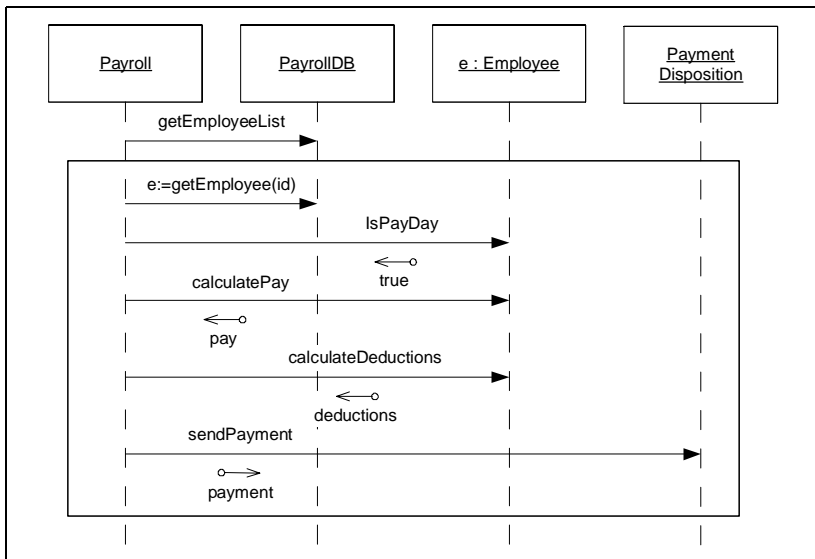 Payroll
PayrollDB
e : Employee
Payment
Disposition
getEmployeeList
e:=getEmployee(id)
IsPayDay
true
calculatePay
pay
calculateDeductions
deductions
sendPayment
payment